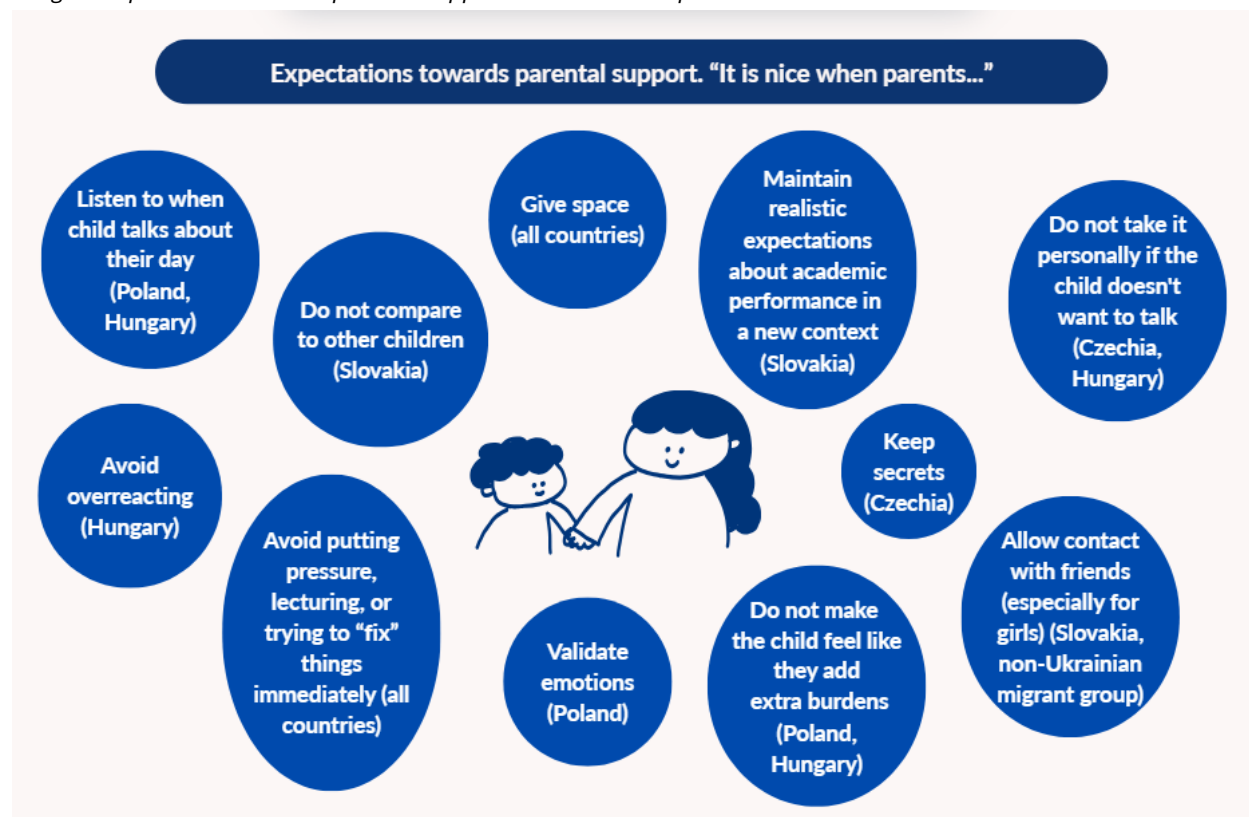 Expectations towards parental support. “It is nice when parents...”
Listen to when
child talks about
their day
(Poland,
Hungary)
Do not compare
to other children
(Slovakia)
Give space
(all countries)
Maintain
realistic
expectations
about academic
performance in
a new context
(Slovakia)
Do not take it
personally if the
child doesn't
want to talk
(Czechia,
Hungary)
Avoid
overreacting
(Hungary)
Avoid putting
pressure,
lecturing, or
trying to “fix”
things
immediately (all
countries)
Validate
emotions
(Poland)
Do not make
the child feel like
they add
extra burdens
(Poland,
Hungary)
Keep
secrets
(Czechia)
Allow contact
with friends
(especially for
girls) (Slovakia,
non-Ukrainian
migrant group)